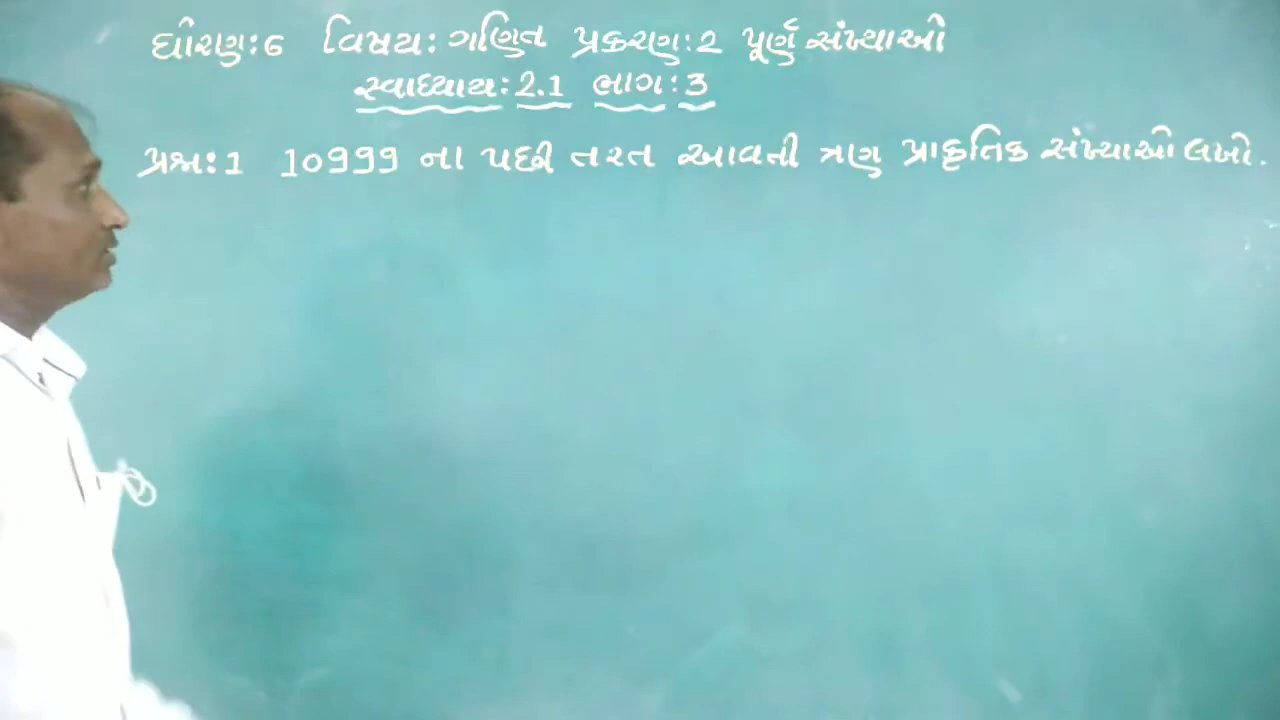 ધોરણ: 6 વિષય: ગણિત પ્રકરણ: 2 પૂર્ણ સંખ્યાઓ
સ્વાધ્યાય: 2.1 ભાગ: 3
પ્રશ્ન: 1 10999 ના પછી તરત આવતી ત્રણ પ્રાકૃતિક સંખ્યાઓ લખો.